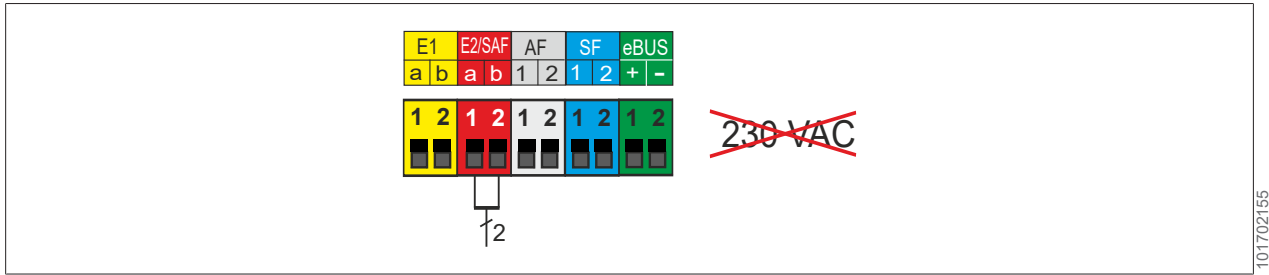 E1 E2/SAF AF SF eBUS
a b a b 1 2 1 2 + -
1 2 1 2 1 2 1 2 1 2
230 VAC
2
101702155